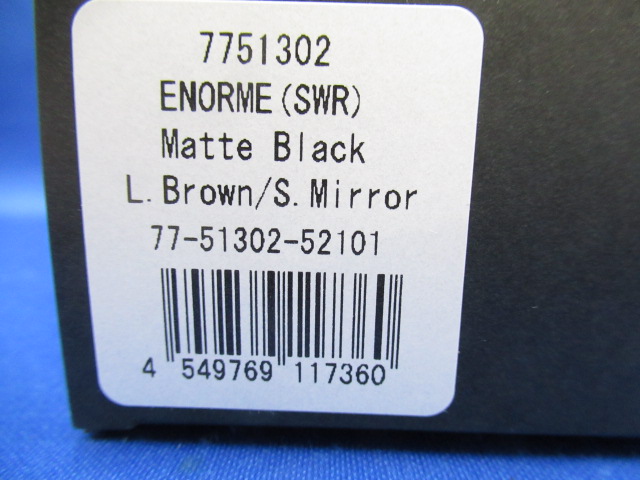 7751302
ENORME(SWR)
Matte Black
L.Brown/S.Mirror
77-51302-52101
4 549769 117360